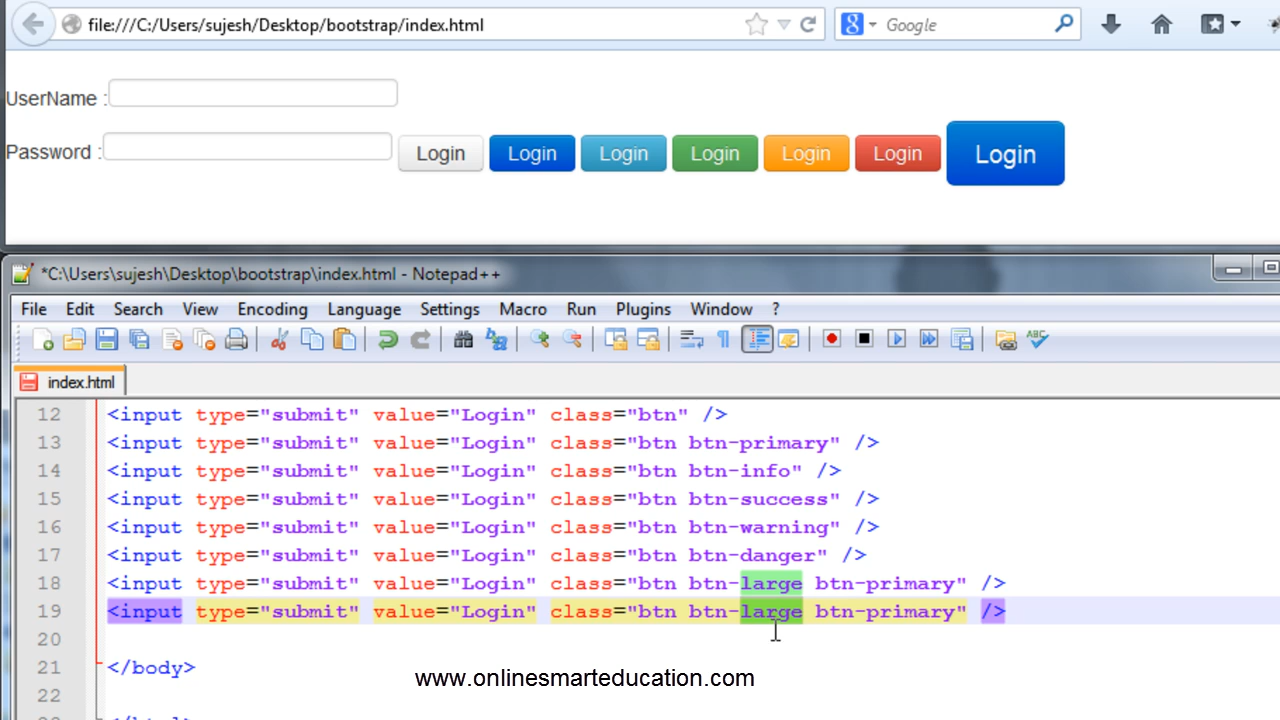 file:///C:/Users/sujesh/Desktop/bootstrap/index.html
Google
UserName :
Password :
Login Login Login Login Login Login Login
*C:\Users\sujesh\Desktop\bootstrap\index.html - Notepad++
File Edit Search View Encoding Language Settings Macro Run Plugins Window ?
index.html
12 <input type="submit" value="Login" class="btn" />
13 <input type="submit" value="Login" class="btn btn-primary" />
14 <input type="submit" value="Login" class="btn btn-info" />
15 <input type="submit" value="Login" class="btn btn-success" />
16 <input type="submit" value="Login" class="btn btn-warning" />
17 <input type="submit" value="Login" class="btn btn-danger" />
18 <input type="submit" value="Login" class="btn btn-large btn-primary" />
19 <input type="submit" value="Login" class="btn btn-large btn-primary" />
20
21 </body>
www.onlinesmarteducation.com
22